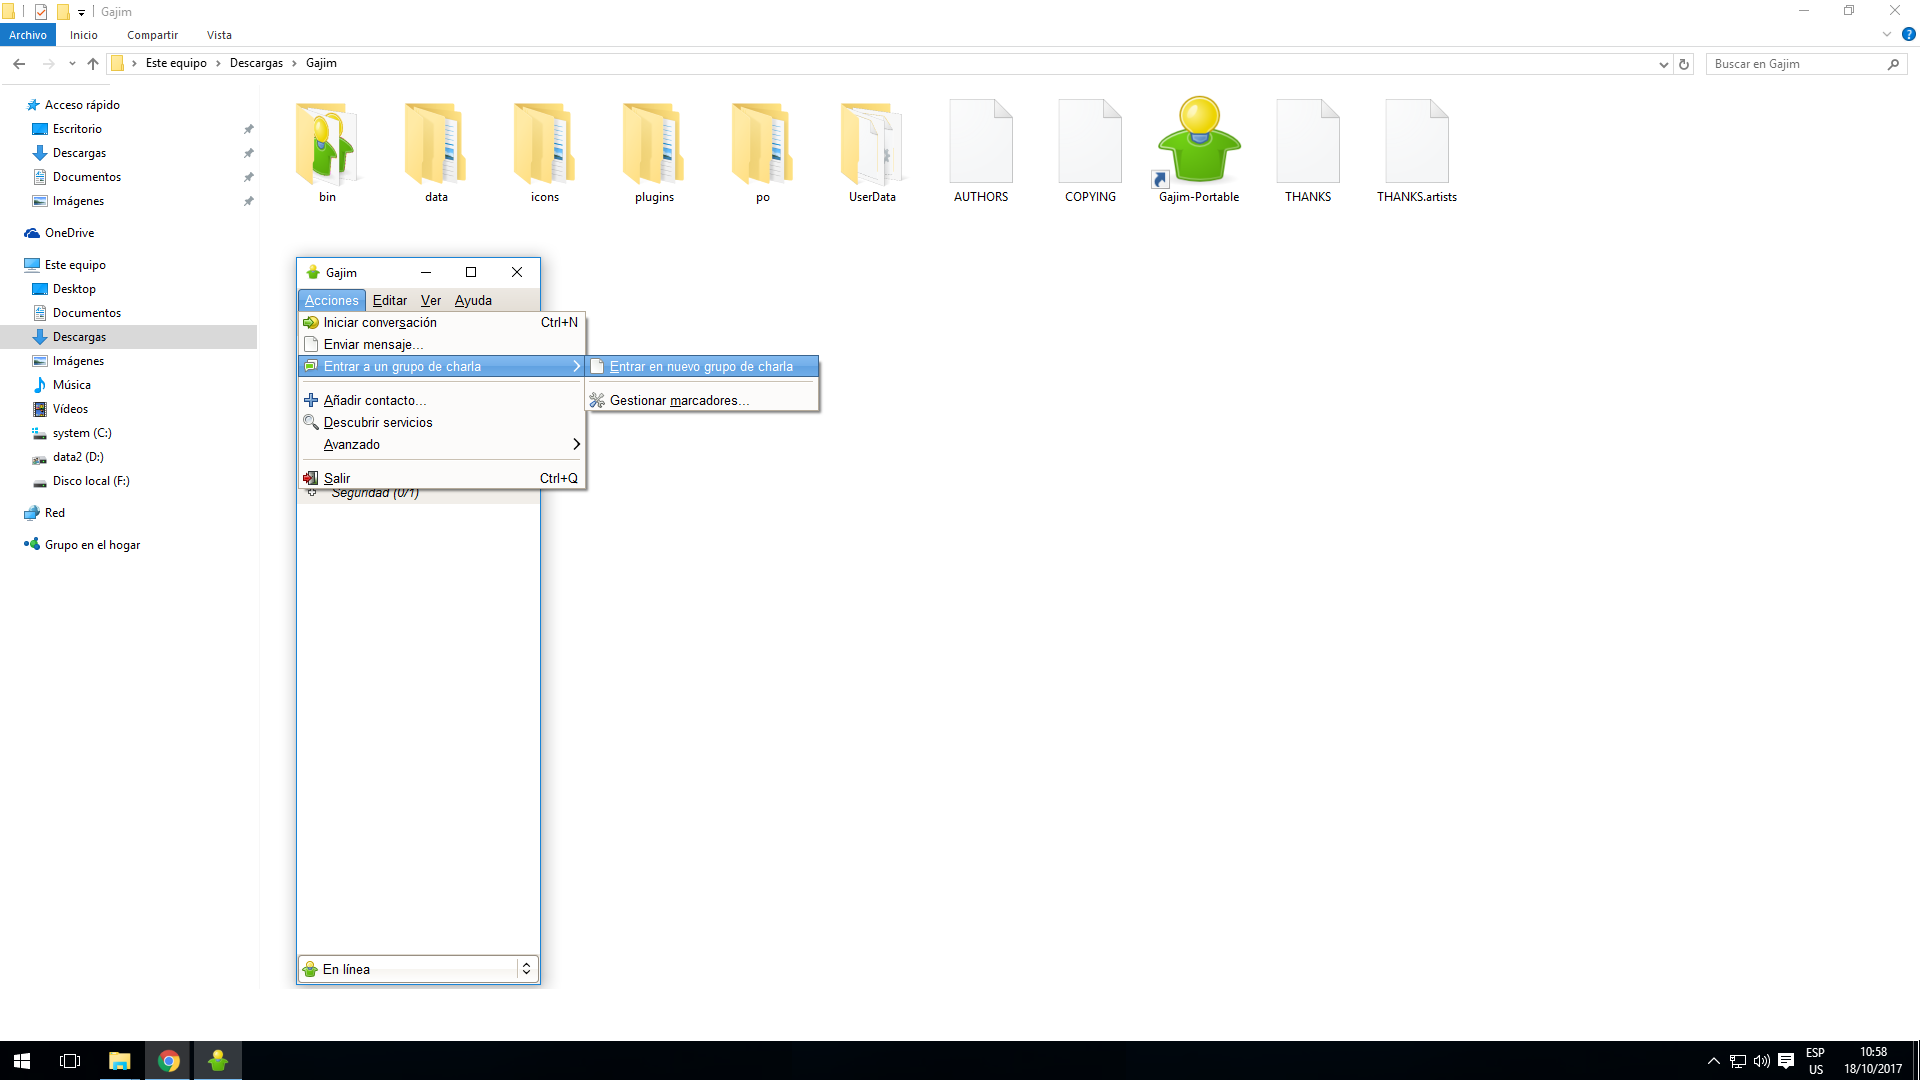 Gajim
Archivo Inicio Compartir Vista
Este equipo Descargas Gajim
Buscar en Gajim
Acceso rápido
Escritorio
Descargas
Documentos
Imágenes
OneDrive
Este equipo
Desktop
Documentos
Descargas
Imágenes
Música
Vídeos
system (C:)
data2 (D:)
Disco local (F:)
Red
Grupo en el hogar
bin data icons plugins po UserData AUTHORS COPYING Gajim-Portable THANKS THANKS.artists
Gajim
Acciones Editar Ver Ayuda
Iniciar conversación Ctrl+N
Enviar mensaje...
Entrar a un grupo de charla
Entrar en nuevo grupo de charla
Gestionar marcadores...
Añadir contacto...
Descubrir servicios
Avanzado
Salir Ctrl+Q
Seguridad (0/1)
En línea
ESP
US
10:58
18/10/2017